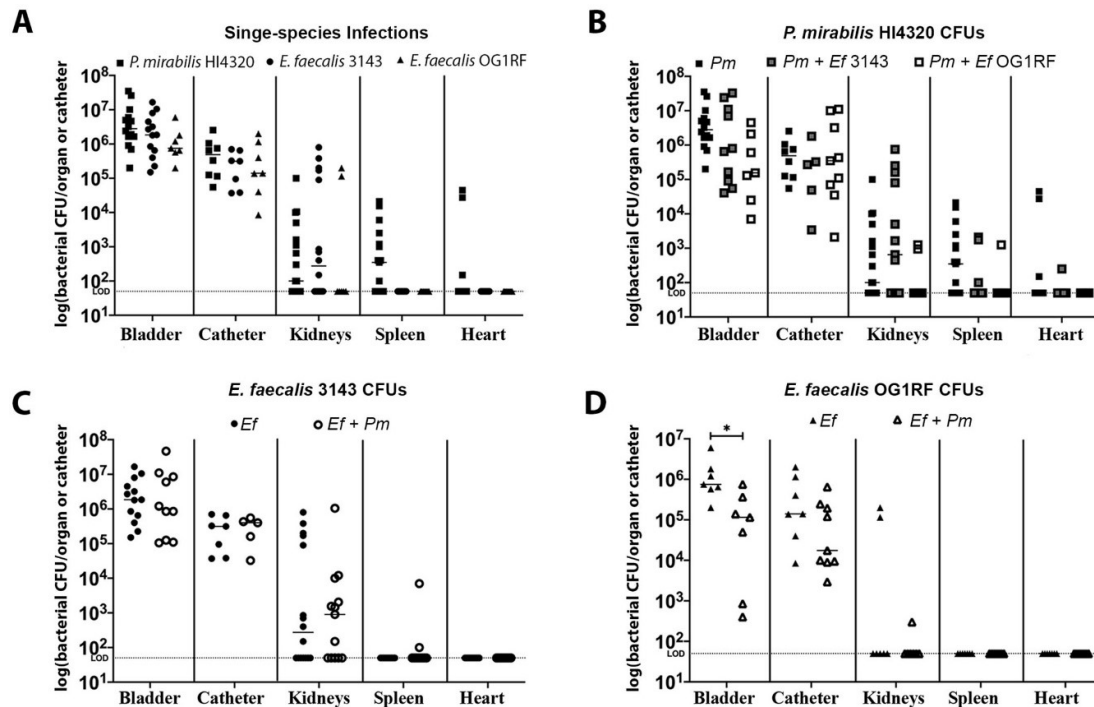 A
Singe-species Infections
P. mirabilis HI4320 E. faecalis 3143 E. faecalis OG1RF
log(bacterial CFU/organ or catheter
10⁸
10⁷
10⁶
10⁵
10⁴
10³
10²
LOD
10¹
Bladder Catheter Kidneys Spleen Heart
B
P. mirabilis HI4320 CFUs
Pm Pm + Ef 3143 Pm + Ef OG1RF
log(bacterial CFU/organ or catheter
10⁸
10⁷
10⁶
10⁵
10⁴
10³
10²
LOD
10¹
Bladder Catheter Kidneys Spleen Heart
C
E. faecalis 3143 CFUs
Ef Ef + Pm
log(bacterial CFU/organ or catheter
10⁸
10⁷
10⁶
10⁵
10⁴
10³
10²
LOD
10¹
Bladder Catheter Kidneys Spleen Heart
D
E. faecalis OG1RF CFUs
Ef Ef + Pm
*
log(bacterial CFU/organ or catheter
10⁷
10⁶
10⁵
10⁴
10³
10²
LOD
10¹
Bladder Catheter Kidneys Spleen Heart